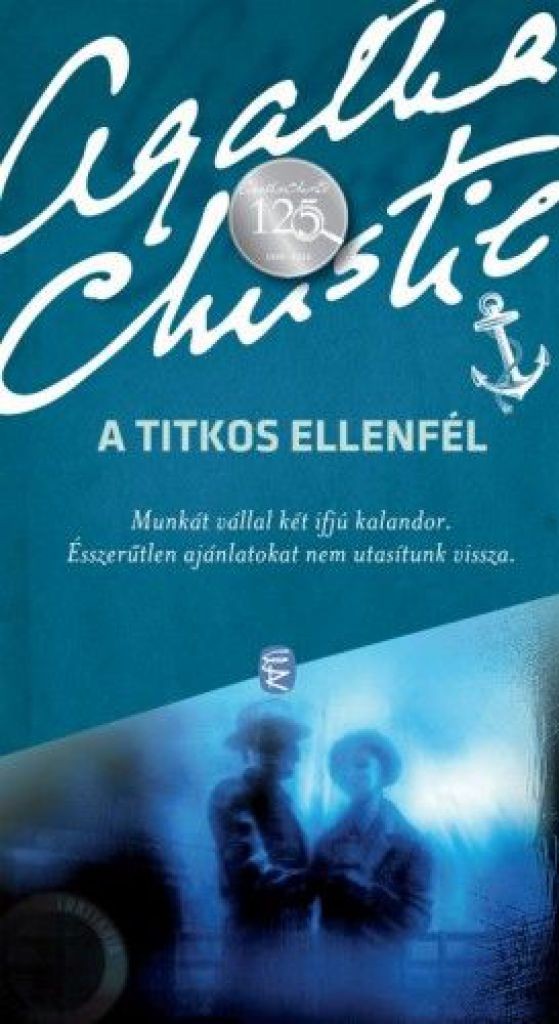 Agatha
Christie
125
A TITKOS ELLENFÉL
Munkát vállal két ifjú kalandor.
Ésszerűtlen ajánlatokat nem utasítunk vissza.